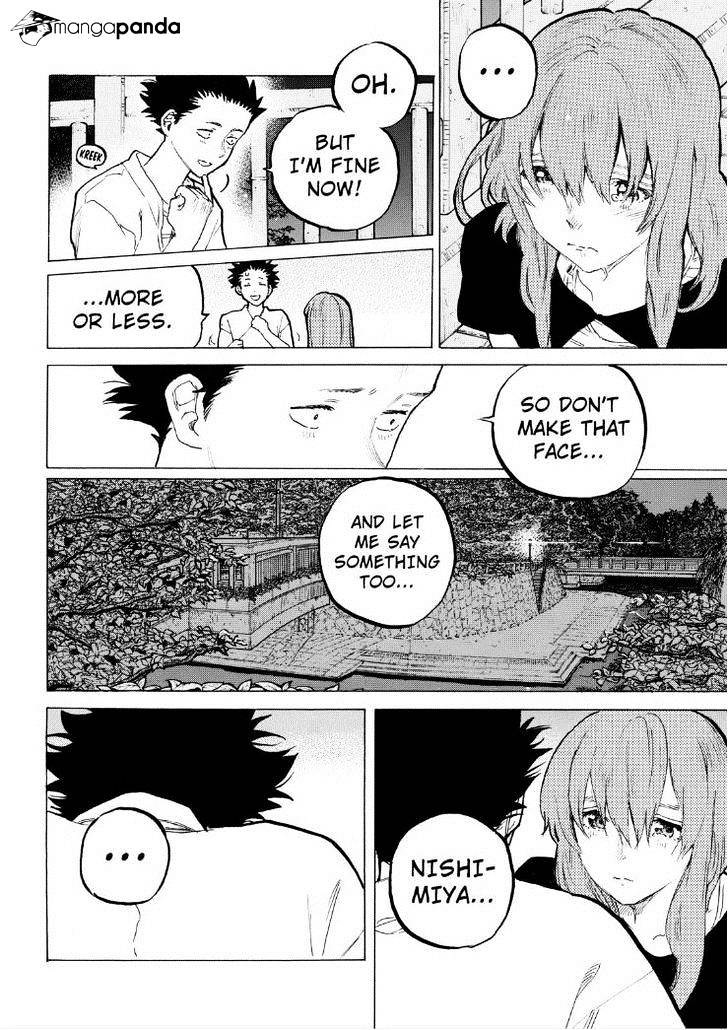 mangapanda
...
OH.
BUT
I'M FINE
NOW!
KREEK
...MORE
OR LESS.
SO DON'T
MAKE THAT
FACE...
AND LET
ME SAY
SOMETHING
TOO...
NISHI-
MIYA...
...